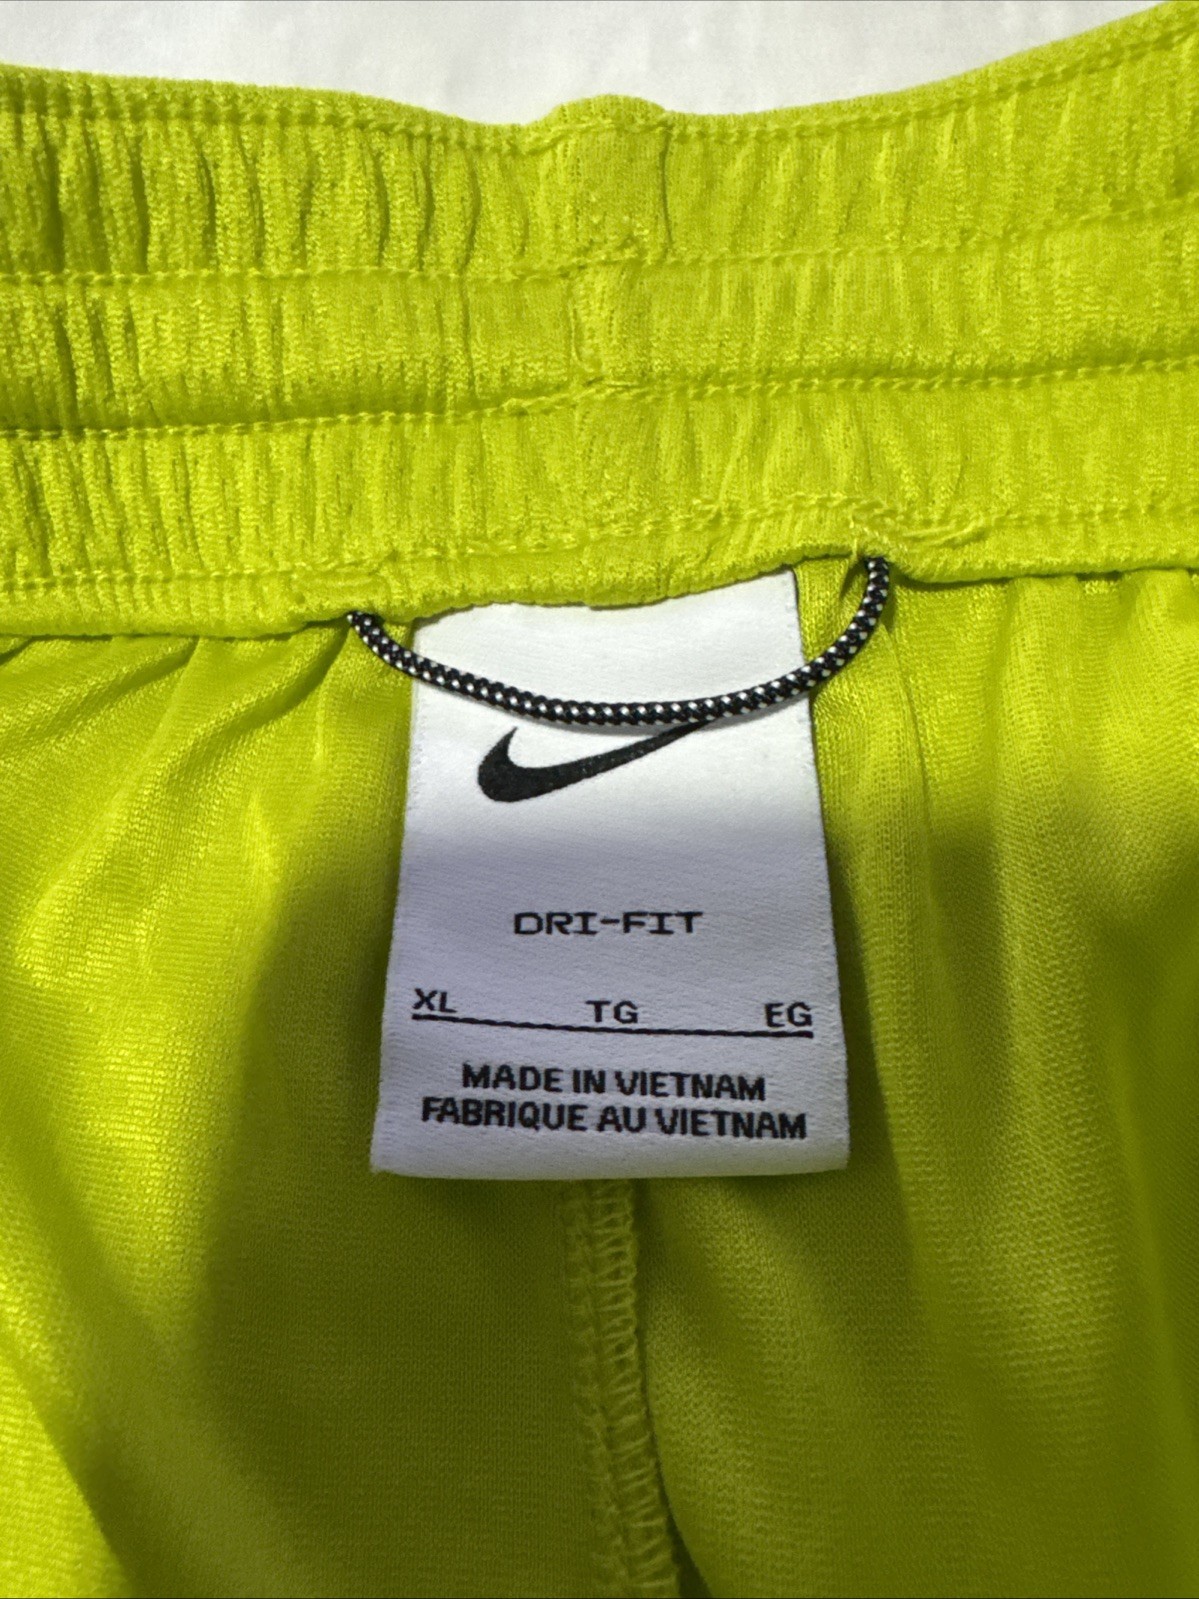 DRI-FIT
XL TG EG
MADE IN VIETNAM
FABRIQUE AU VIETNAM